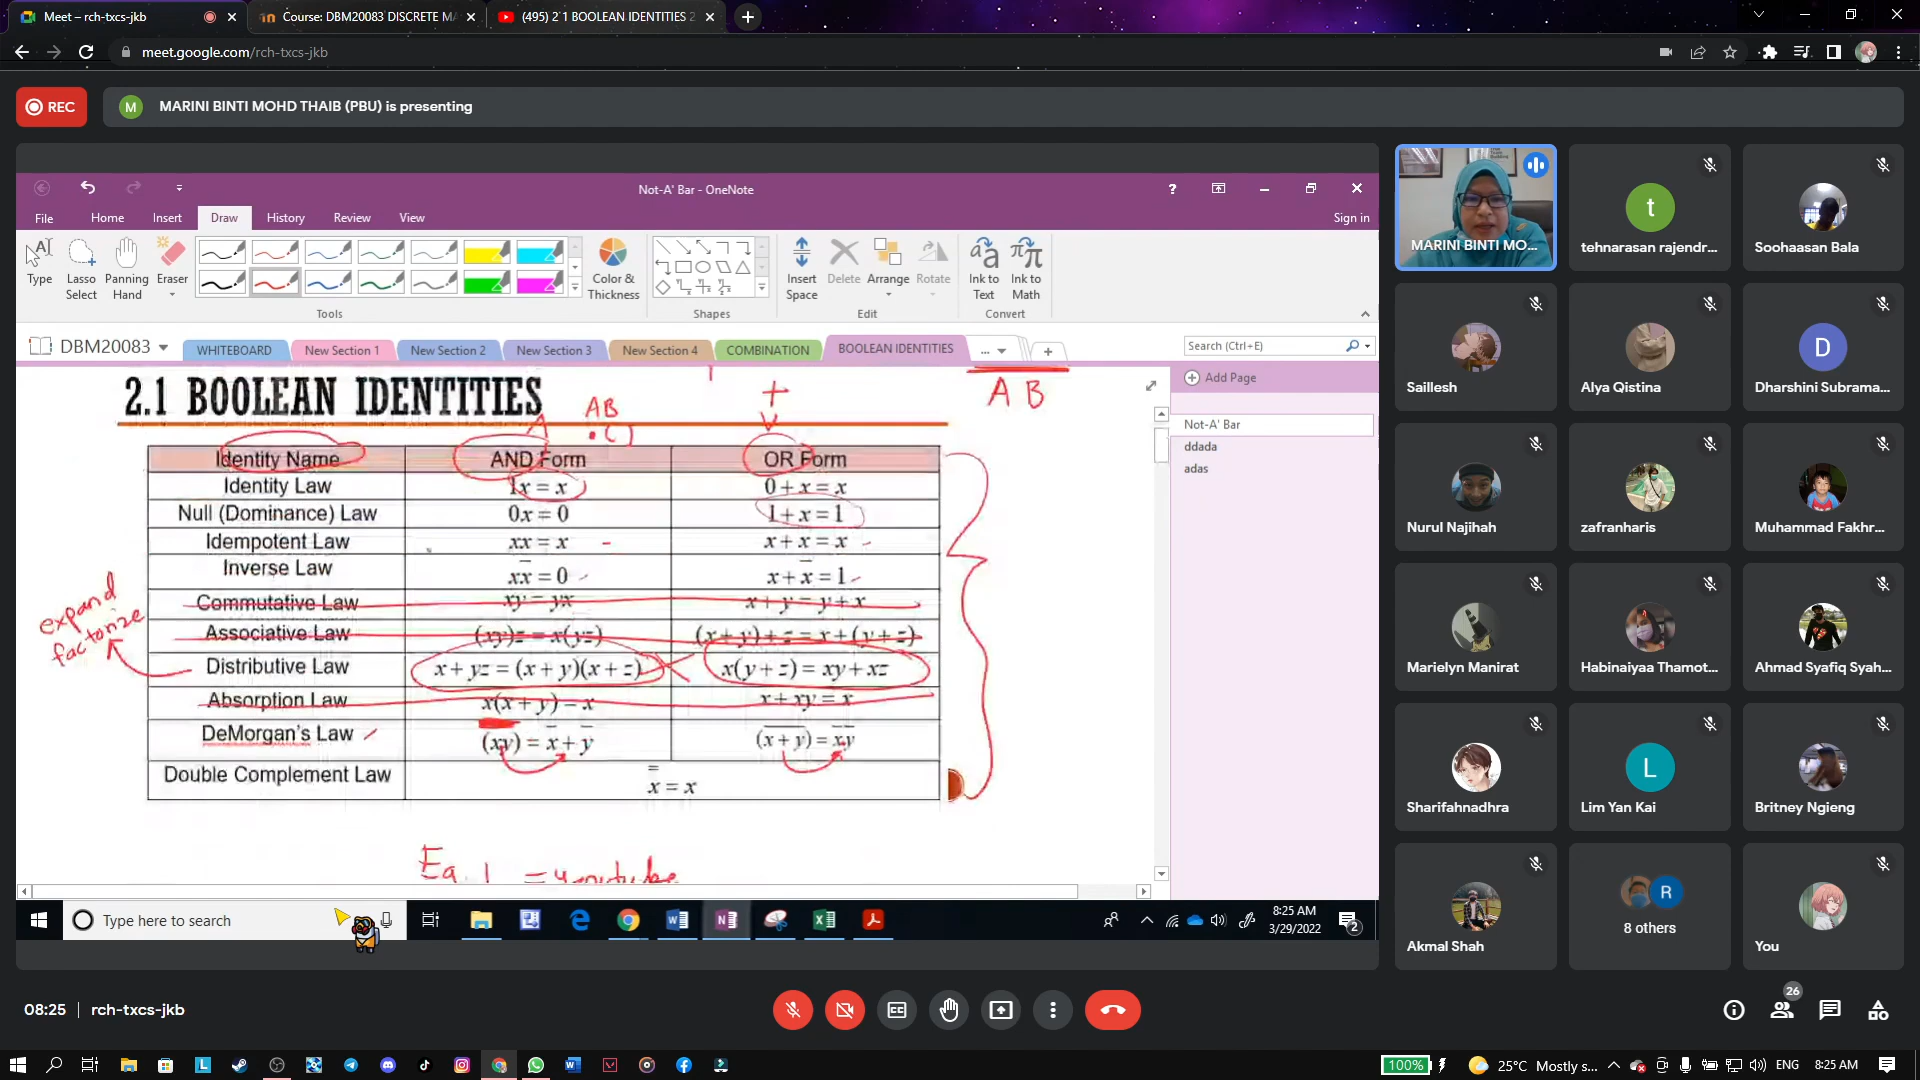 Meet – rch-txcs-jkb
Course: DBM20083 DISCRETE MA
(495) 2 1 BOOLEAN IDENTITIES 2
meet.google.com/rch-txcs-jkb
REC
M
MARINI BINTI MOHD THAIB (PBU) is presenting
Not-A' Bar - OneNote
?
File
Home
Insert
Draw
History
Review
View
Sign in
Type
Lasso Select
Panning Hand
Eraser
Color & Thickness
Insert Space
Delete
Arrange
Rotate
Ink to Text
Ink to Math
Tools
Shapes
Edit
Convert
DBM20083
WHITEBOARD
New Section 1
New Section 2
New Section 3
New Section 4
COMBINATION
BOOLEAN IDENTITIES
...
Search (Ctrl+E)
Add Page
Not-A' Bar
ddada
adas
2.1 BOOLEAN IDENTITIES
A
AB
+
A B
Identity Name AND Form OR Form
Identity Law 1x = x 0 + x = x
Null (Dominance) Law 0x = 0 1 + x = 1
Idempotent Law xx = x x + x = x
Inverse Law xx̄ = 0 x + x̄ = 1
Commutative Law xy = yx x + y = y + x
Associative Law (xy)z = x(yz) (x + y) + z = x + (y + z)
Distributive Law x + yz = (x + y)(x + z) x(y + z) = xy + xz
Absorption Law x(x + y) = x x + xy = x
DeMorgan's Law (xy) = x̄ + ȳ (x + y) = x̄ȳ
Double Complement Law x̿ = x
expand
factorize
= youtube
Type here to search
8:25 AM
3/29/2022
2
MARINI BINTI MO...
t
tehnarasan rajendr...
Soohaasan Bala
Saillesh
Alya Qistina
D
Dharshini Subrama...
Nurul Najihah
zafranharis
Muhammad Fakhr...
Marielyn Manirat
Habinaiyaa Thamot...
Ahmad Syafiq Syah...
Sharifahnadhra
L
Lim Yan Kai
Britney Ngieng
Akmal Shah
R
8 others
You
08:25 | rch-txcs-jkb
26
100%
25°C Mostly s...
ENG
8:25 AM